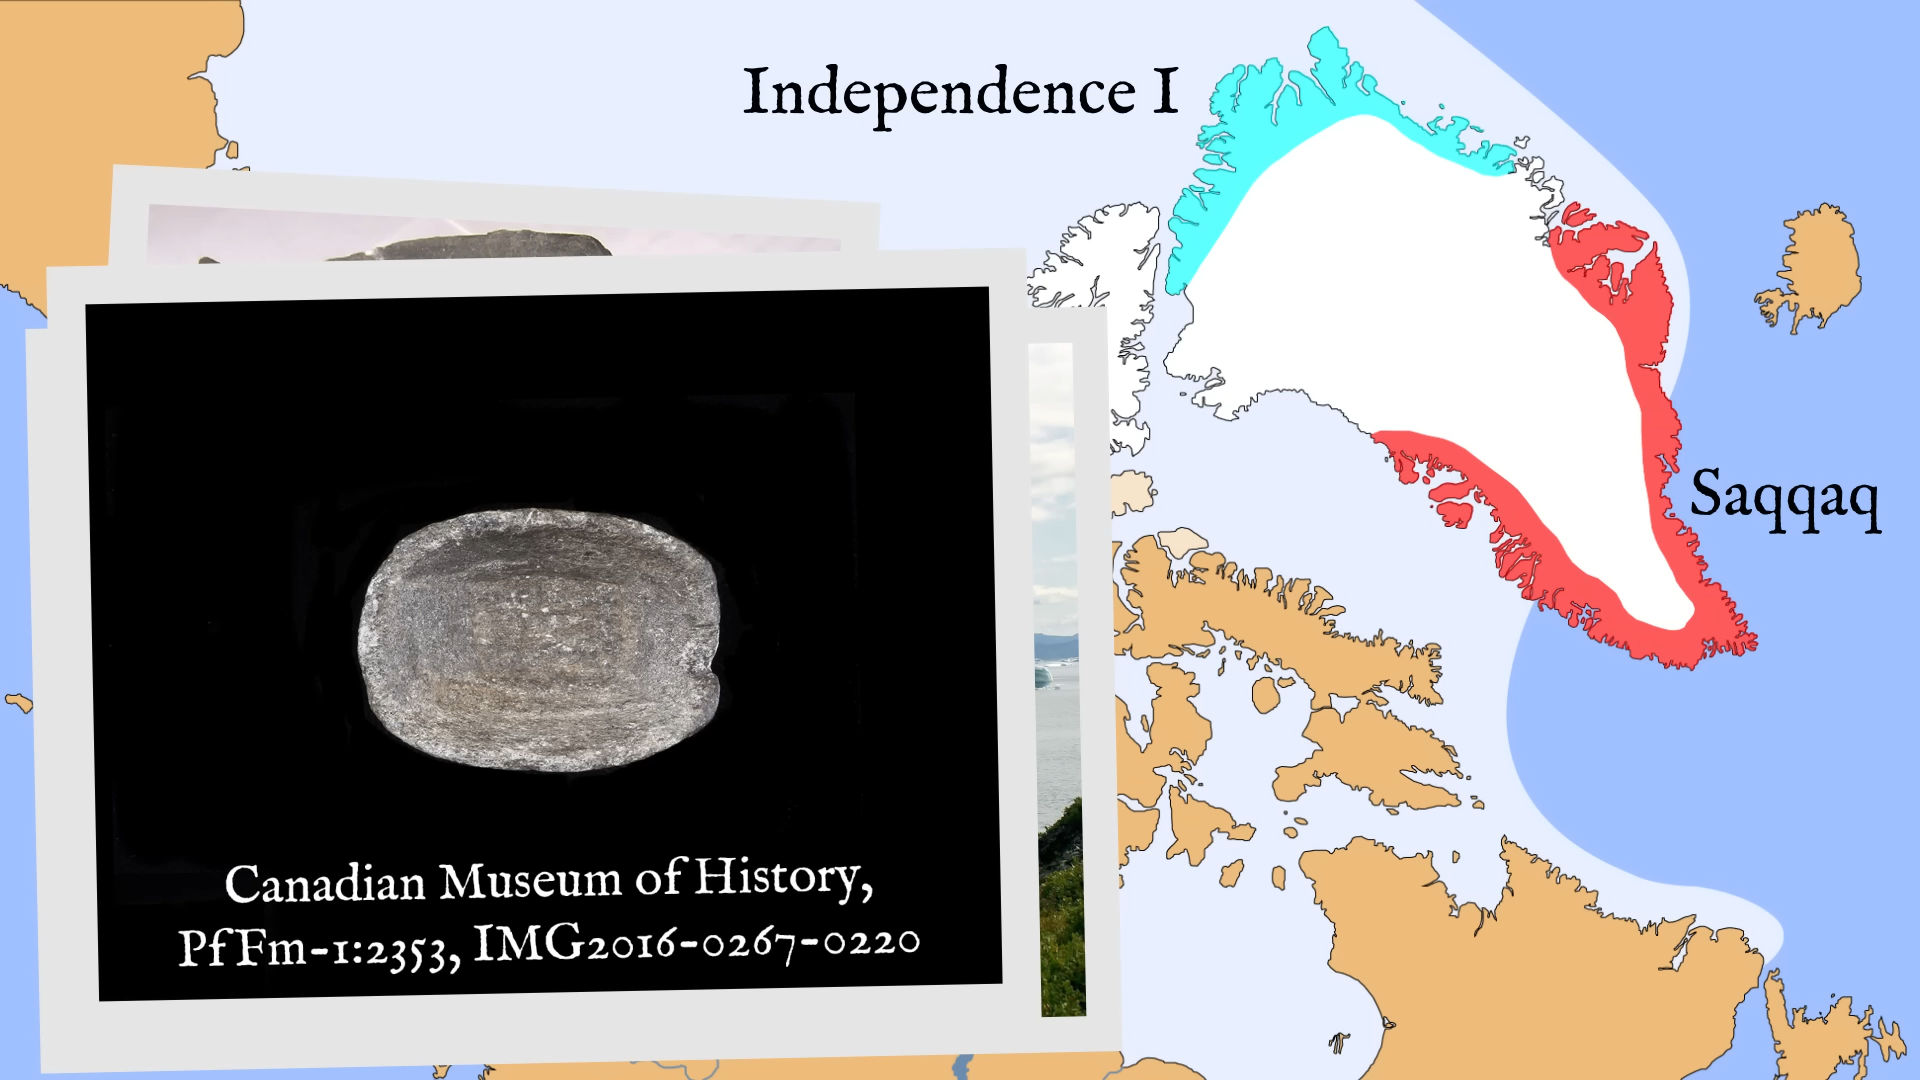 Independence I
Saqqaq
Canadian Museum of History,
PfFm-1:2353, IMG2016-0267-0220